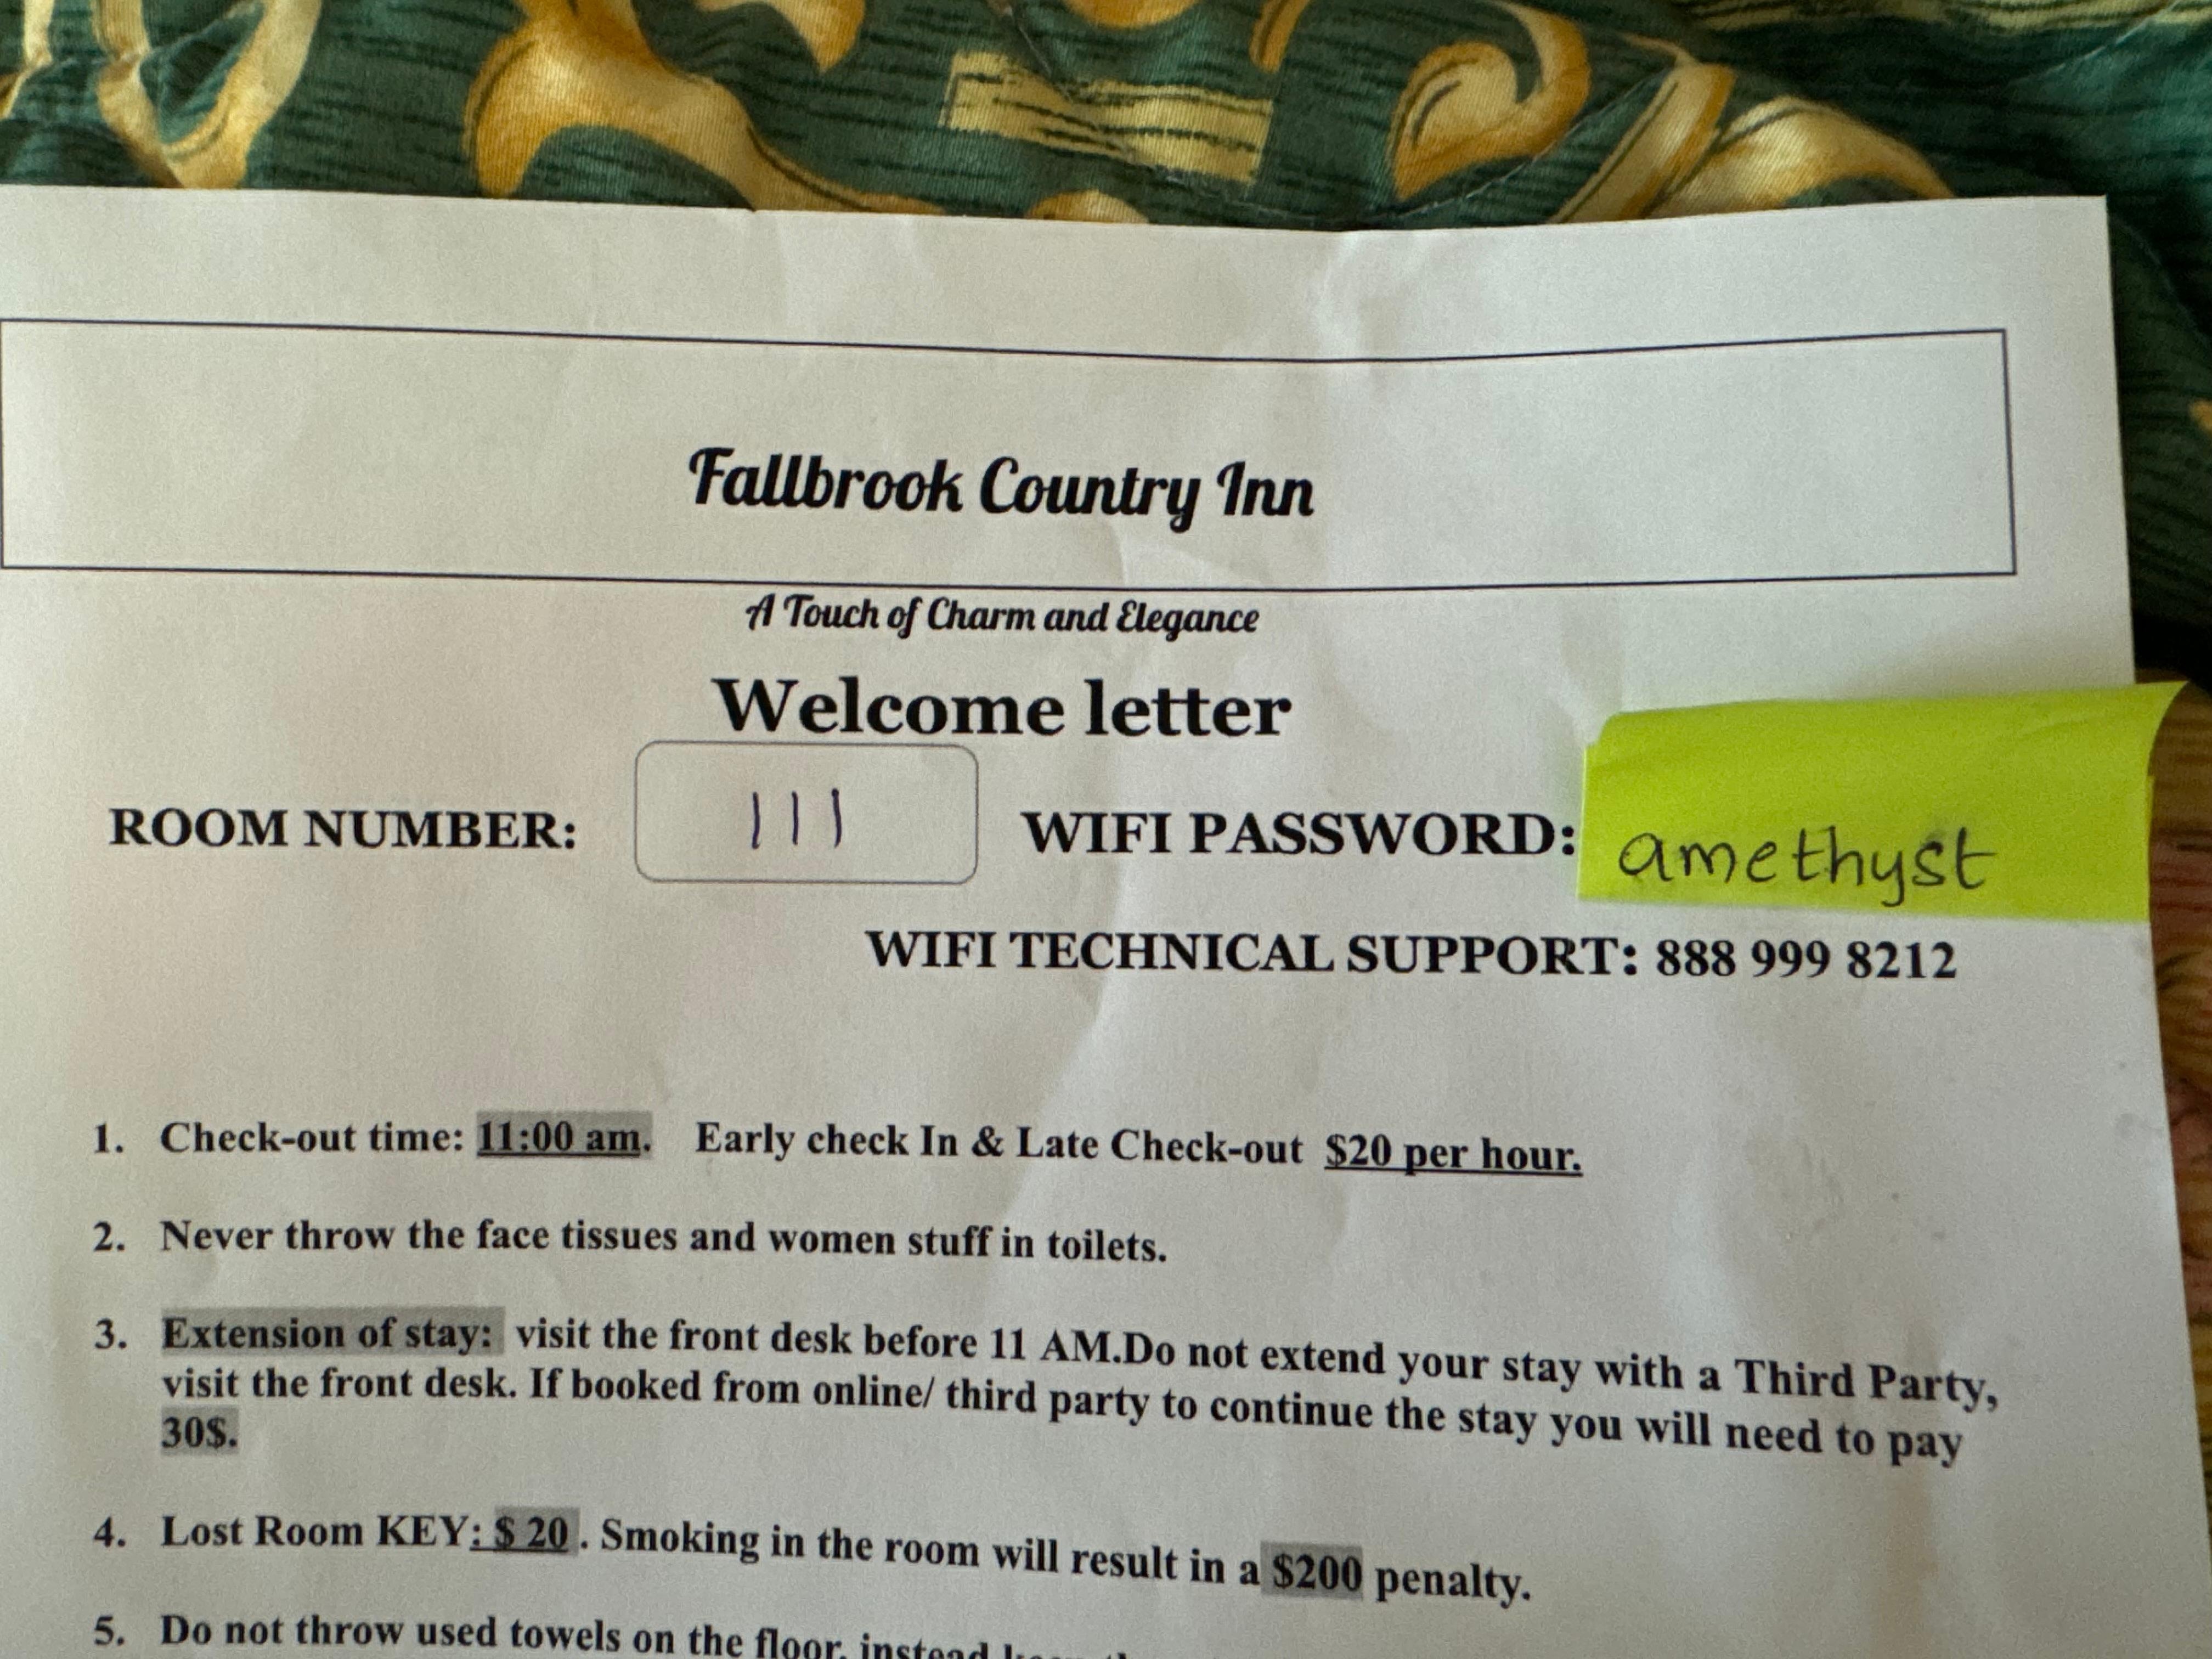 Fallbrook Country Inn
A Touch of Charm and Elegance
Welcome letter
ROOM NUMBER: 111 WIFI PASSWORD: amethyst
WIFI TECHNICAL SUPPORT: 888 999 8212
1. Check-out time: 11:00 am. Early check In & Late Check-out $20 per hour.
2. Never throw the face tissues and women stuff in toilets.
3. Extension of stay: visit the front desk before 11 AM.Do not extend your stay with a Third Party,
visit the front desk. If booked from online/ third party to continue the stay you will need to pay
30$.
4. Lost Room KEY: $ 20 . Smoking in the room will result in a $200 penalty.
5. Do not throw used towels on the floor, instead